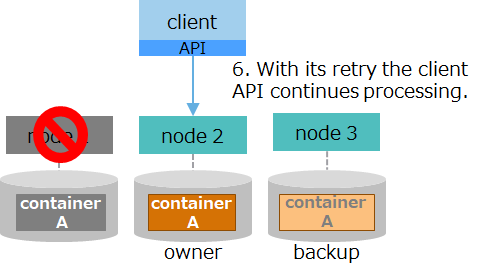 client
API
6. With its retry the client
API continues processing.
node
node 2
node 3
container
A
container
A
container
A
owner
backup